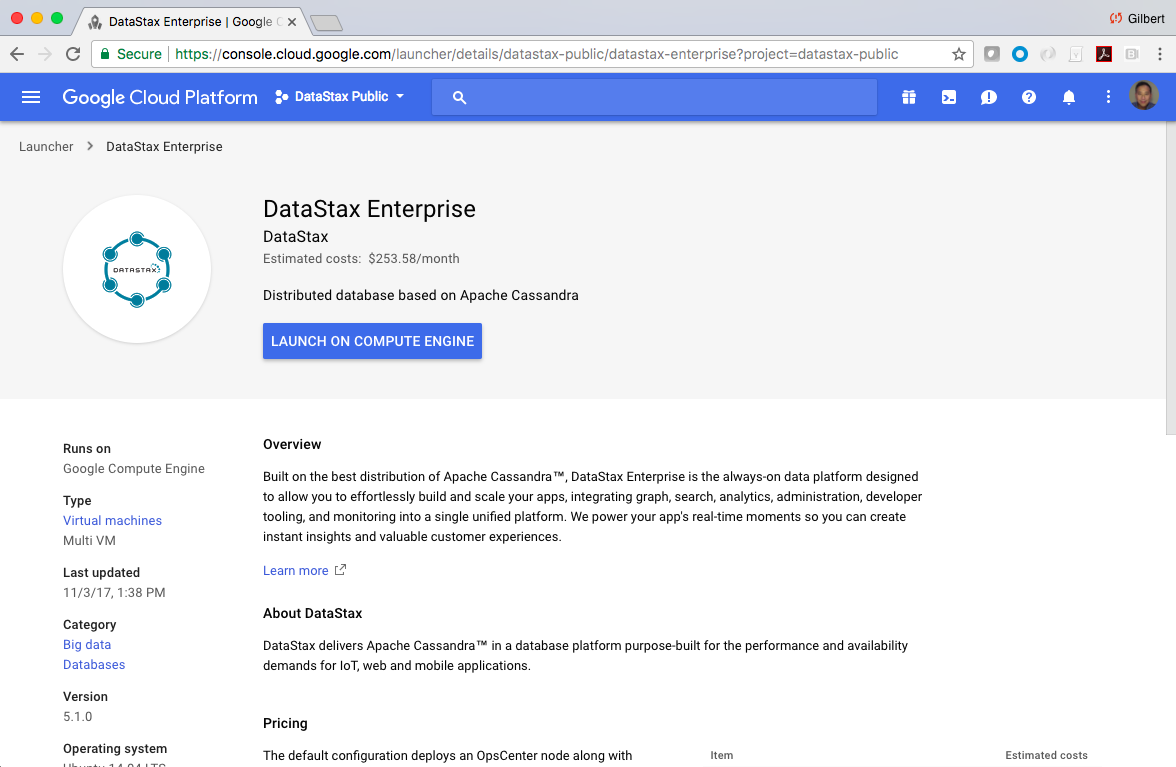 DataStax Enterprise | Google C
Gilbert
Secure
https://console.cloud.google.com/launcher/details/datastax-public/datastax-enterprise?project=datastax-public
Google Cloud Platform
DataStax Public
Launcher
DataStax Enterprise
DATASTAX
DataStax Enterprise
DataStax
Estimated costs: $253.58/month
Distributed database based on Apache Cassandra
LAUNCH ON COMPUTE ENGINE
Runs on
Google Compute Engine
Type
Virtual machines
Multi VM
Last updated
11/3/17, 1:38 PM
Category
Big data
Databases
Version
5.1.0
Operating system
Ubuntu 14.04 LTS
Overview
Built on the best distribution of Apache Cassandra™, DataStax Enterprise is the always-on data platform designed
to allow you to effortlessly build and scale your apps, integrating graph, search, analytics, administration, developer
tooling, and monitoring into a single unified platform. We power your app's real-time moments so you can create
instant insights and valuable customer experiences.
Learn more
About DataStax
DataStax delivers Apache Cassandra™ in a database platform purpose-built for the performance and availability
demands for IoT, web and mobile applications.
Pricing
The default configuration deploys an OpsCenter node along with
Item
Estimated costs